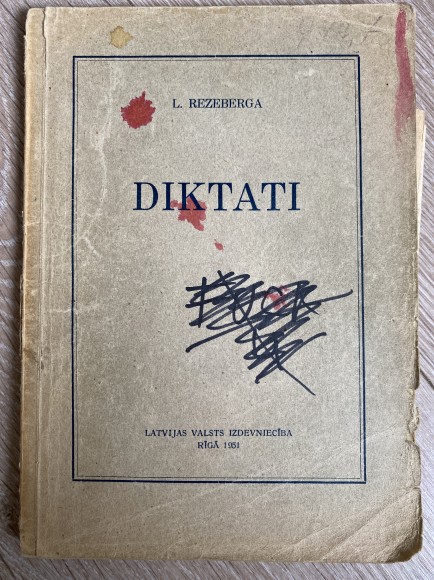 L. REZEBERGA
DIKTATI
LATVIJAS VALSTS IZDEVNIECĪBA
RĪGĀ 1951